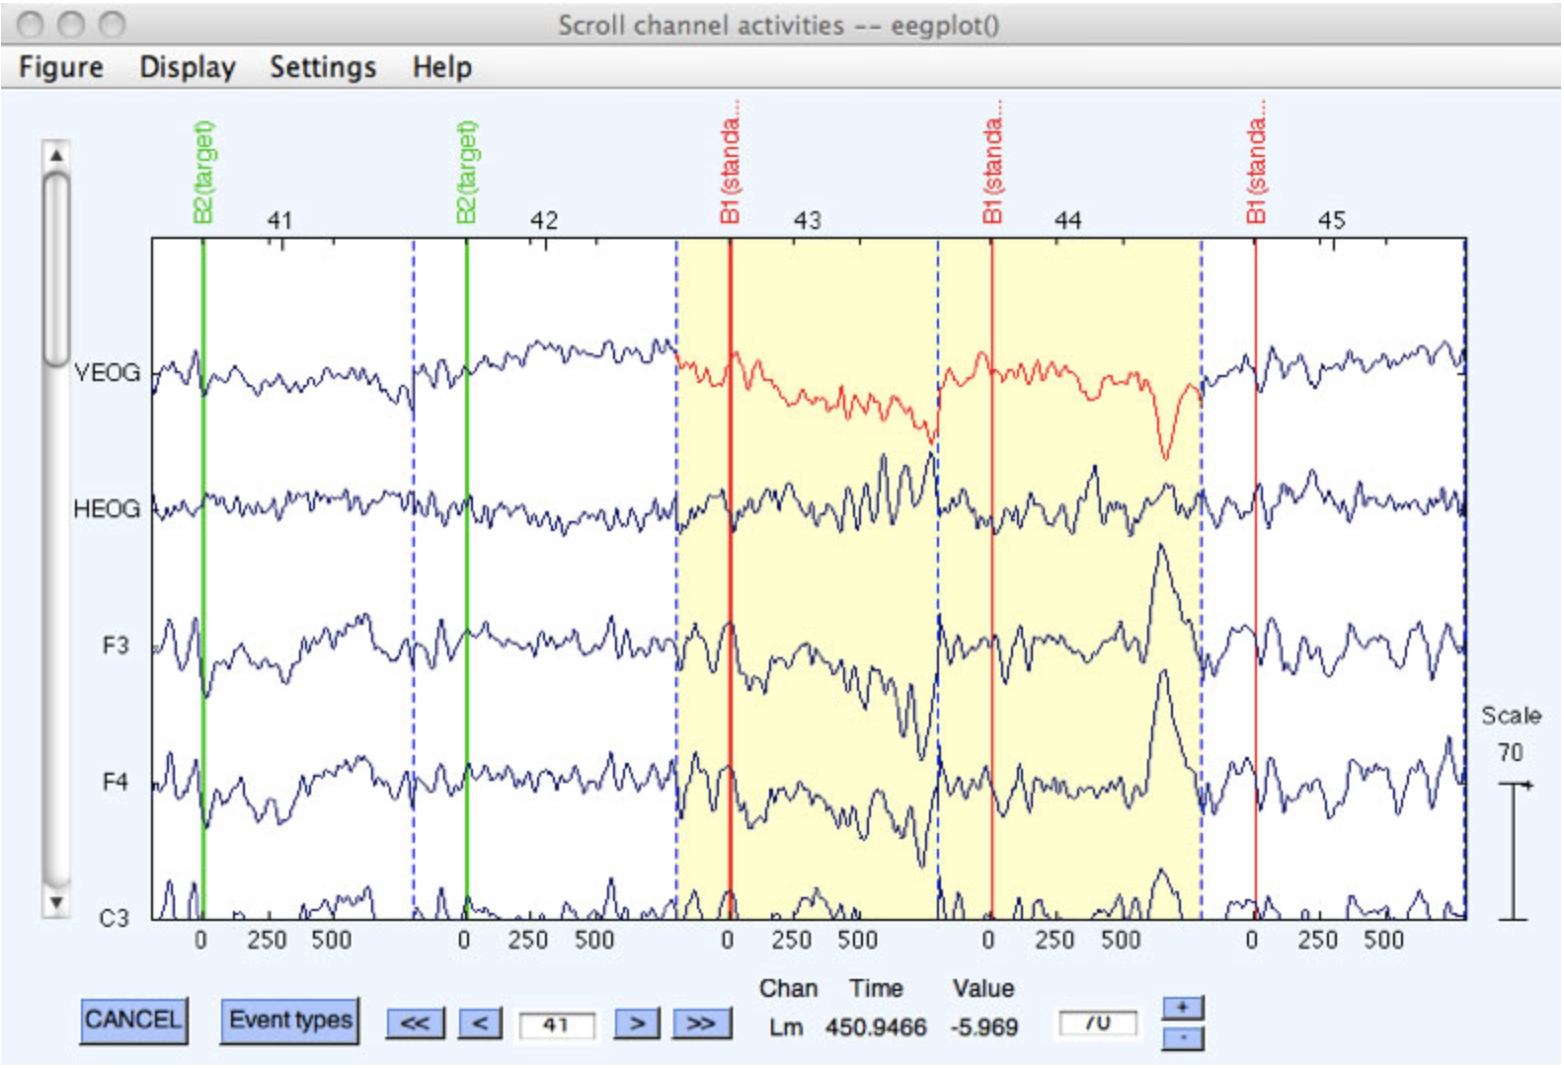 Scroll channel activities -- eegplot()
Figure Display Settings Help
B2(target) B2(target) B1(standa... B1(standa... B1(standa...
41 42 43 44 45
VEOG
HEOG
F3
F4
C3
Scale
70
0 250 500 0 250 500 0 250 500 0 250 500 0 250 500
Chan Time Value
CANCEL Event types << < 41 > >> Lm 450.9466 -5.969 70 +
-